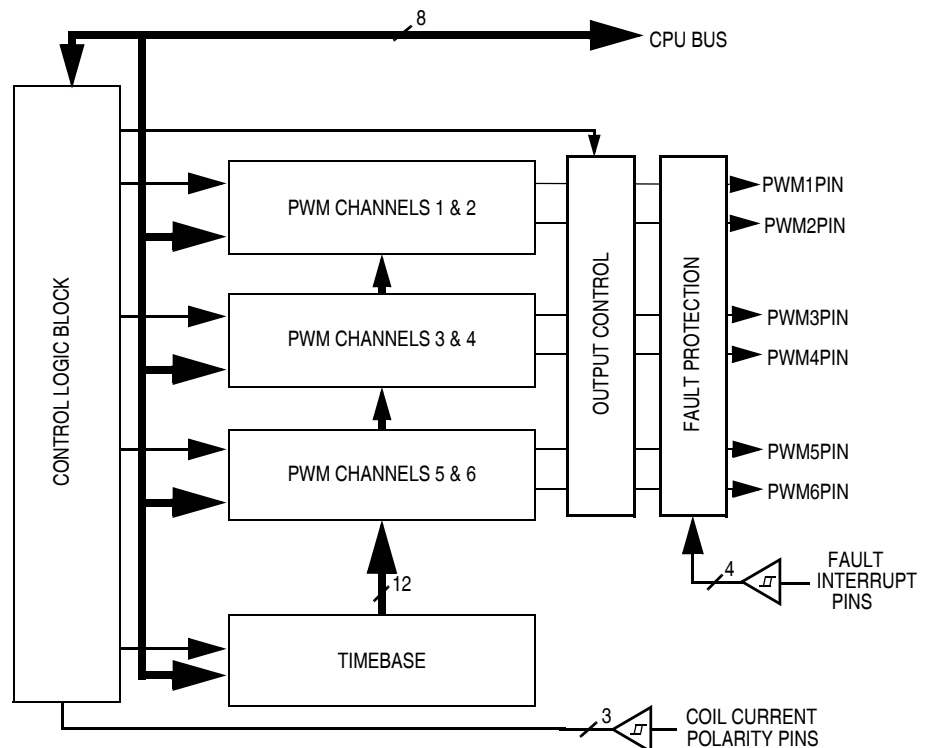 8
CPU BUS
CONTROL LOGIC BLOCK
PWM CHANNELS 1 & 2
PWM CHANNELS 3 & 4
PWM CHANNELS 5 & 6
12
TIMEBASE
OUTPUT CONTROL
FAULT PROTECTION
PWM1PIN
PWM2PIN
PWM3PIN
PWM4PIN
PWM5PIN
PWM6PIN
4
FAULT
INTERRUPT
PINS
3
COIL CURRENT
POLARITY PINS